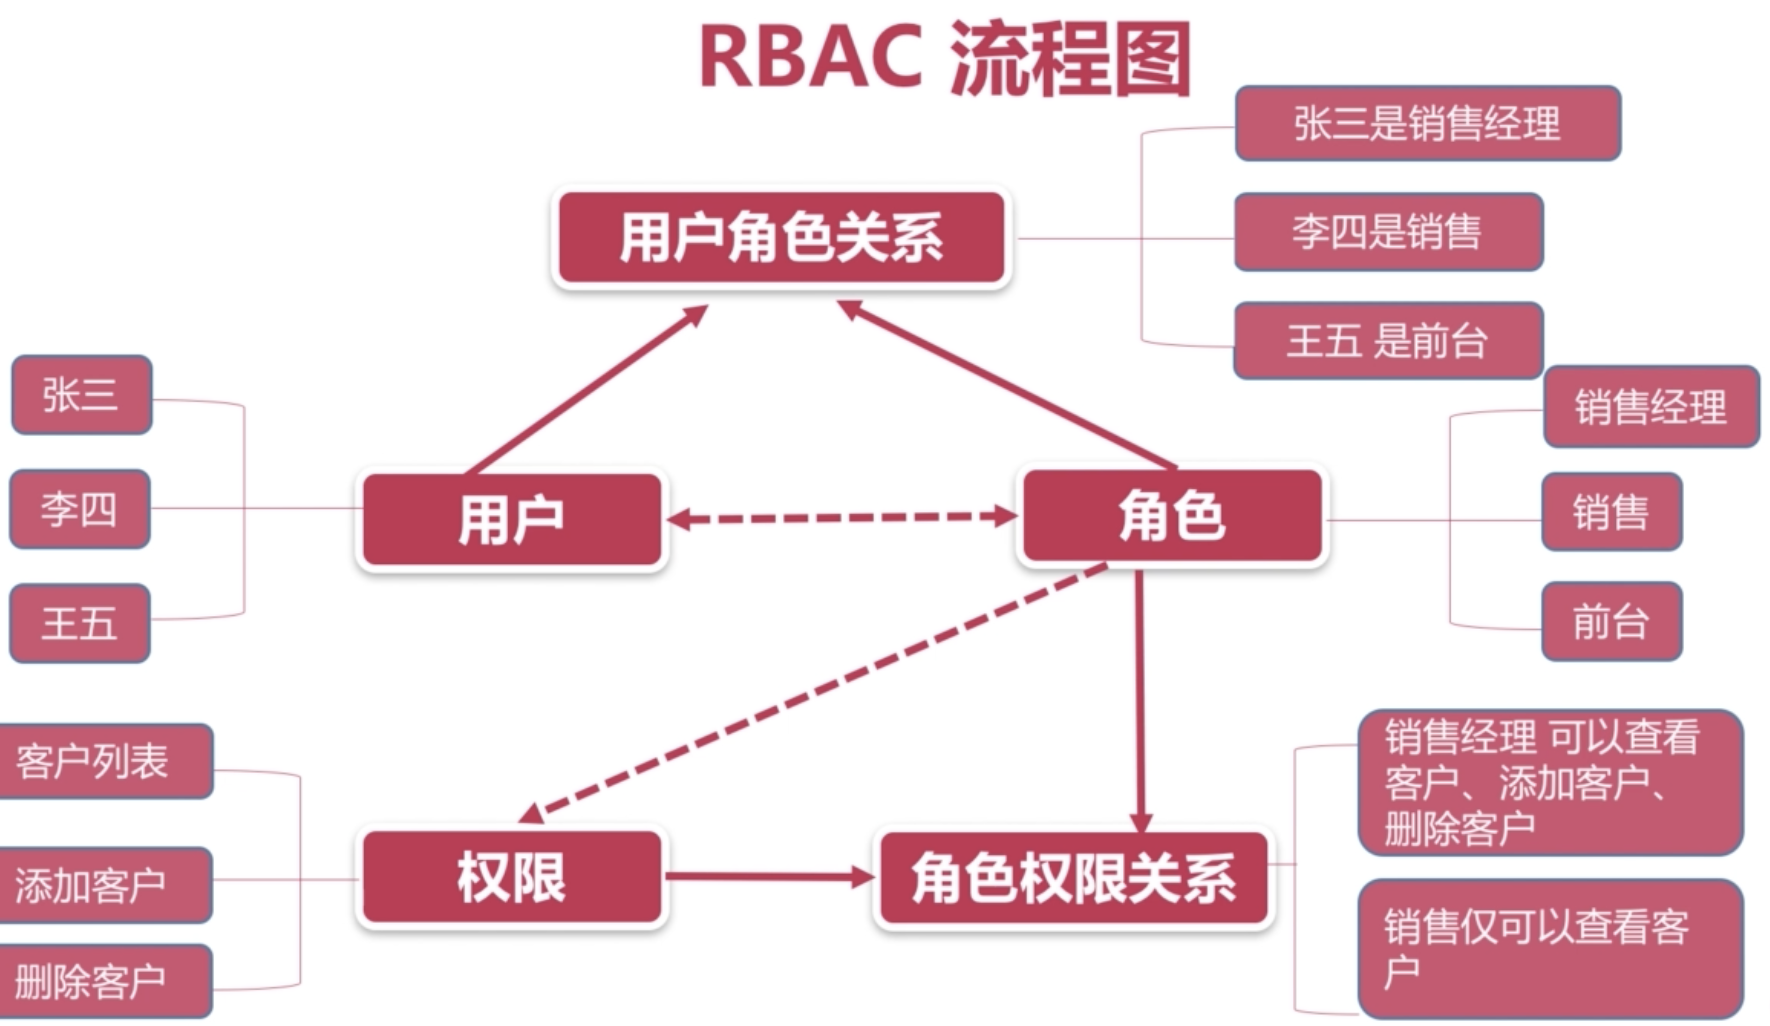 RBAC 流程图
张三是销售经理
用户角色关系
李四是销售
王五 是前台
张三
李四
王五
用户
角色
销售经理
销售
前台
客户列表
添加客户
删除客户
权限
角色权限关系
销售经理 可以查看
客户、添加客户、
删除客户
销售仅可以查看客
户